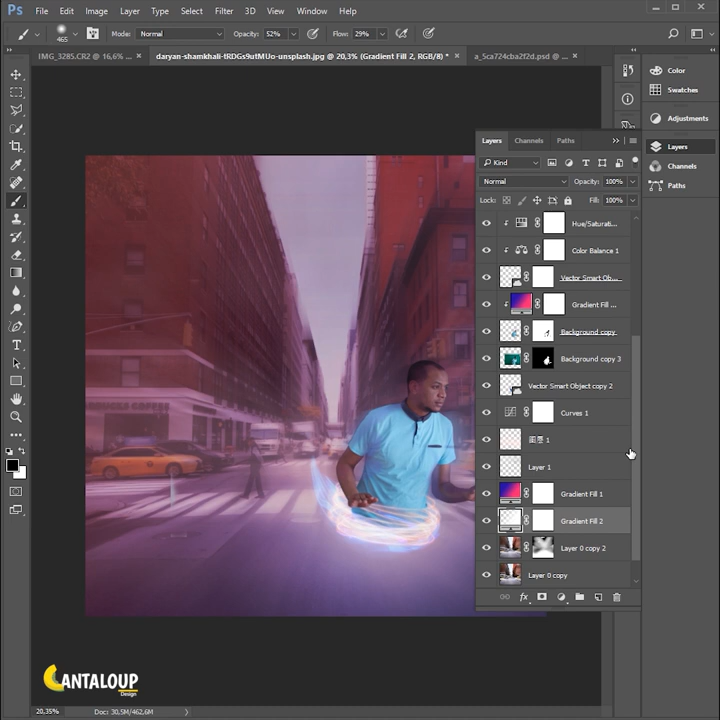 Ps File Edit Image Layer Type Select Filter 3D View Window Help
465 Mode: Normal Opacity: 52% Flow: 29%
IMG_3285.CR2 @ 16,6% ... × daryan-shamkhali-tRDGs9utMUo-unsplash.jpg @ 20,3% (Gradient Fill 2, RGB/8) * × a_5ca724cba2f2d.psd @ ... ×
Color
Swatches
Adjustments
Layers
Channels
Paths
Layers Channels Paths
Kind
Normal Opacity: 100%
Lock: Fill: 100%
Hue/Saturati...
Color Balance 1
Vector Smart Ob...
Gradient Fill ...
Background copy
Background copy 3
Vector Smart Object copy 2
Curves 1
图层 1
Layer 1
Gradient Fill 1
Gradient Fill 2
Layer 0 copy 2
Layer 0 copy
fx
CANTALOUP
Design
20,35% Doc: 30,5M/462,6M